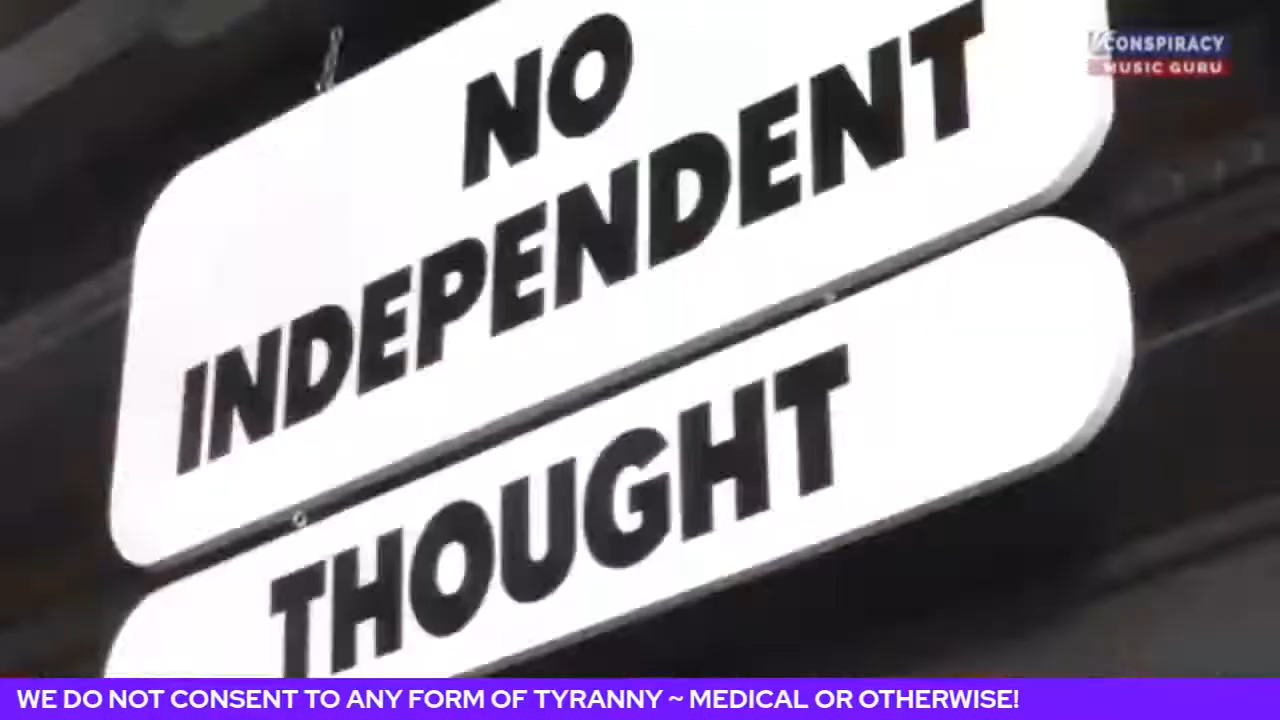 NO
INDEPENDENT
THOUGHT
CONSPIRACY
MUSIC GURU
WE DO NOT CONSENT TO ANY FORM OF TYRANNY ~ MEDICAL OR OTHERWISE!